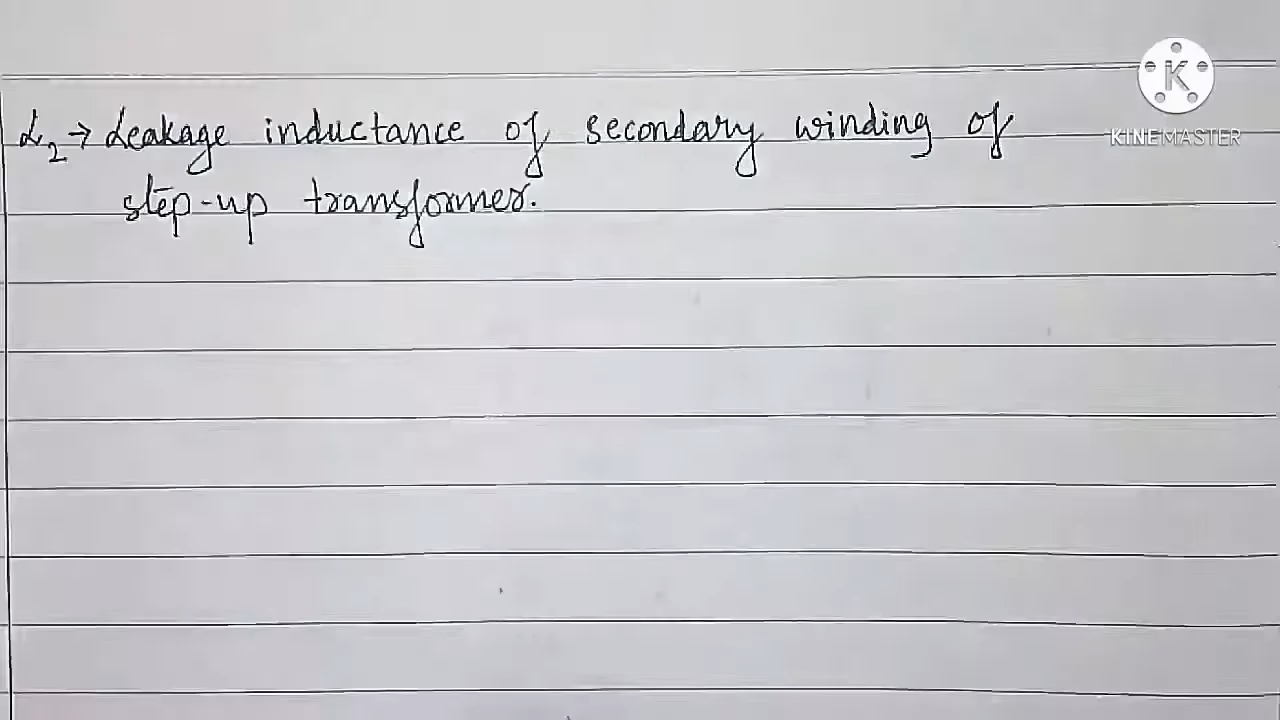 L2 → Leakage inductance of secondary winding of
step-up transformer.
K
KINEMASTER